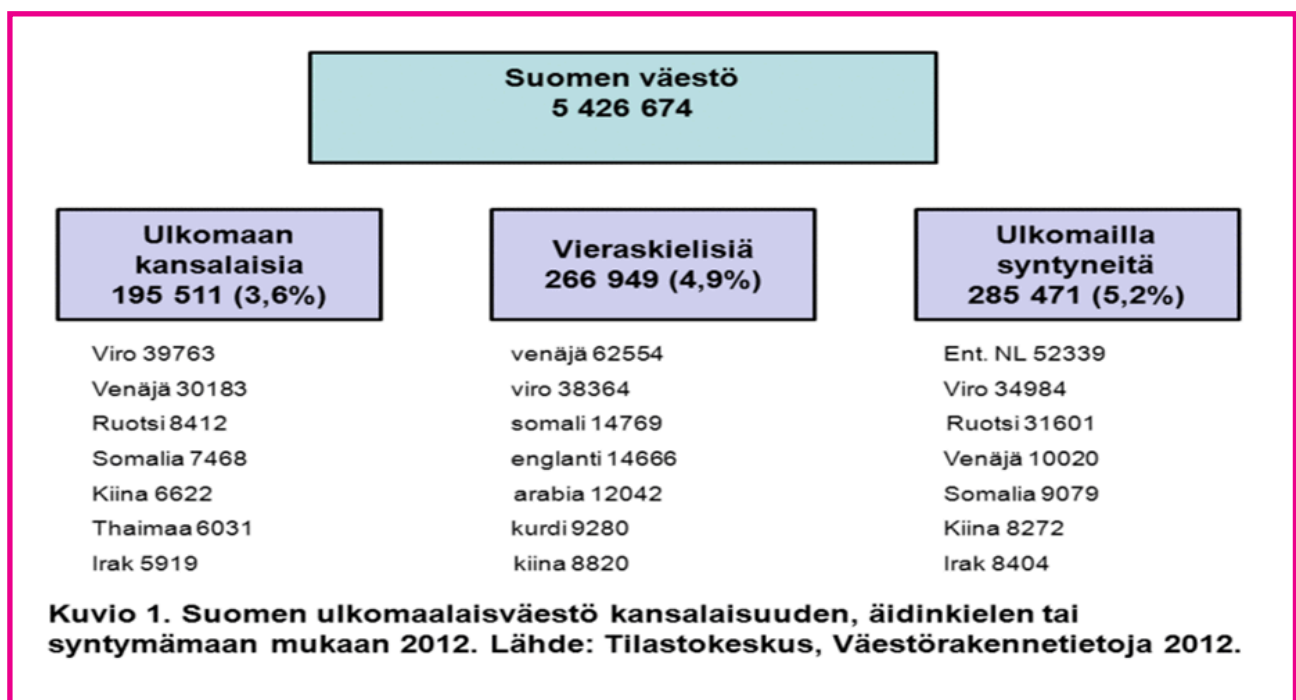 Suomen väestö
5 426 674
Ulkomaan
kansalaisia
195 511 (3,6%)
Viro 39763
Venäjä 30183
Ruotsi 8412
Somalia 7468
Kiina 6622
Thaimaa 6031
Irak 5919
Vieraskielisiä
266 949 (4,9%)
venäjä 62554
viro 38364
somali 14769
englanti 14666
arabia 12042
kurdi 9280
kiina 8820
Ulkomailla
syntyneitä
285 471 (5,2%)
Ent. NL 52339
Viro 34984
Ruotsi 31601
Venäjä 10020
Somalia 9079
Kiina 8272
Irak 8404
Kuvio 1. Suomen ulkomaalaisväestö kansalaisuuden, äidinkielen tai
syntymämaan mukaan 2012. Lähde: Tilastokeskus, Väestörakennetietoja 2012.